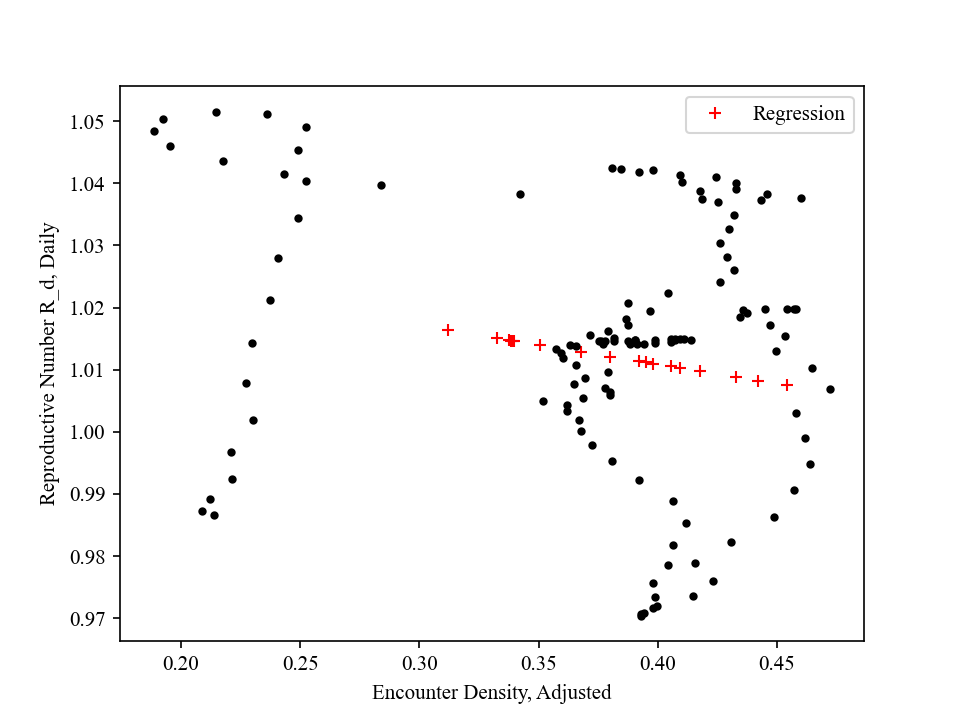 Regression
1.05
1.04
1.03
1.02
1.01
1.00
0.99
0.98
0.97
Reproductive Number R_d, Daily
0.20 0.25 0.30 0.35 0.40 0.45
Encounter Density, Adjusted